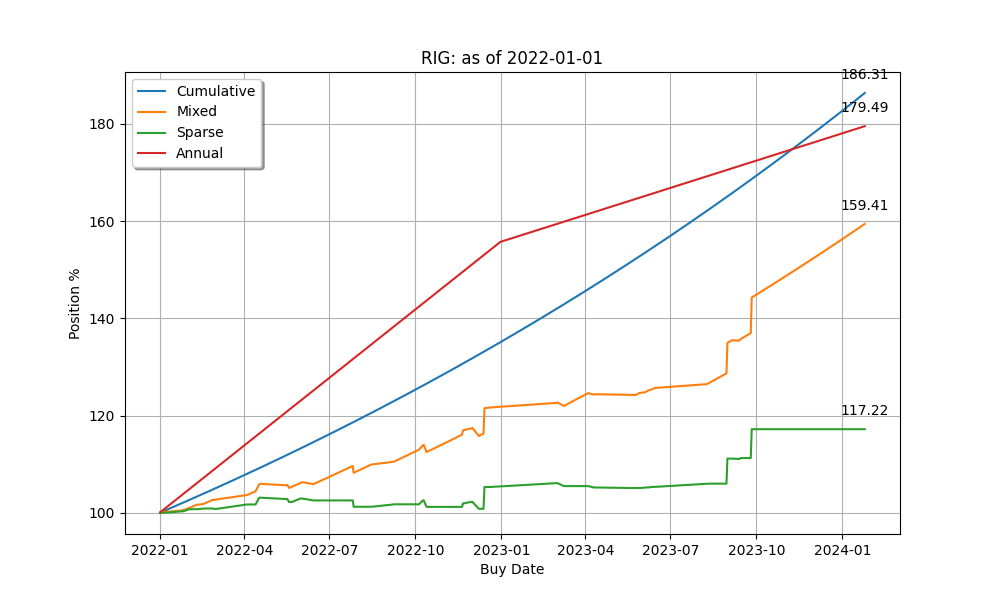 RIG: as of 2022-01-01
Cumulative
Mixed
Sparse
Annual
186.31
179.49
159.41
117.22
Position %
180
160
140
120
100
2022-01 2022-04 2022-07 2022-10 2023-01 2023-04 2023-07 2023-10 2024-01
Buy Date